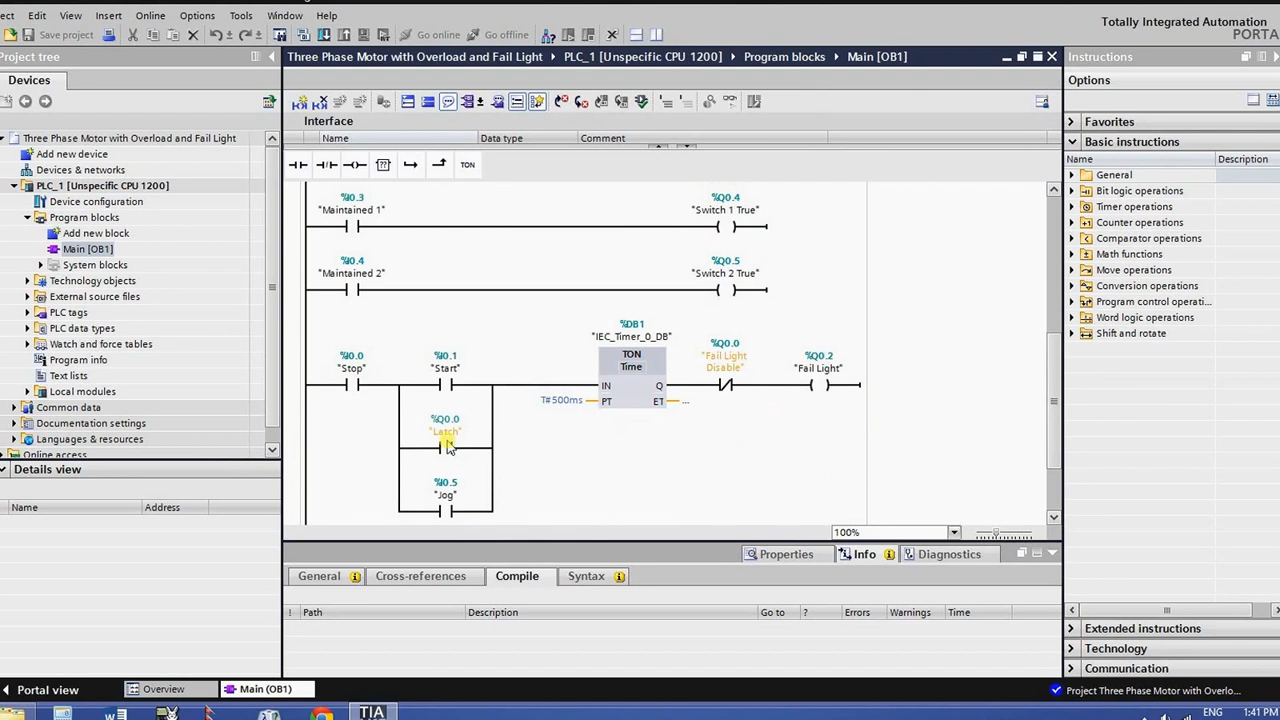 ect Edit View Insert Online Options Tools Window Help
Totally Integrated Automation
PORTA
Save project Go online Go offline
Project tree
Three Phase Motor with Overload and Fail Light PLC_1 [Unspecific CPU 1200] Program blocks Main [OB1]
Instructions
Devices
Options
Interface
Name Data type Comment
Favorites
Basic instructions
Name Description
Three Phase Motor with Overload and Fail Light
Add new device
Devices & networks
PLC_1 [Unspecific CPU 1200]
Device configuration
Program blocks
Add new block
Main [OB1]
System blocks
Technology objects
External source files
PLC tags
PLC data types
Watch and force tables
Program info
Text lists
Local modules
Common data
Documentation settings
Languages & resources
Online access
TON
%I0.3
"Maintained 1"
%Q0.4
"Switch 1 True"
%I0.4
"Maintained 2"
%Q0.5
"Switch 2 True"
%DB1
"IEC_Timer_0_DB"
TON
Time
%I0.0
"Stop"
%I0.1
"Start"
IN Q
T#500ms PT ET ...
%Q0.0
"Fail Light
Disable"
%Q0.2
"Fail Light"
%Q0.0
"Latch"
%I0.5
"Jog"
100%
General
Bit logic operations
Timer operations
Counter operations
Comparator operations
Math functions
Move operations
Conversion operations
Program control operati...
Word logic operations
Shift and rotate
Extended instructions
Technology
Communication
Details view
Name Address
Properties Info Diagnostics
General Cross-references Compile Syntax
! Path Description Go to ? Errors Warnings Time
Portal view Overview Main (OB1)
Project Three Phase Motor with Overlo...
TIA
ENG 1:41 PM